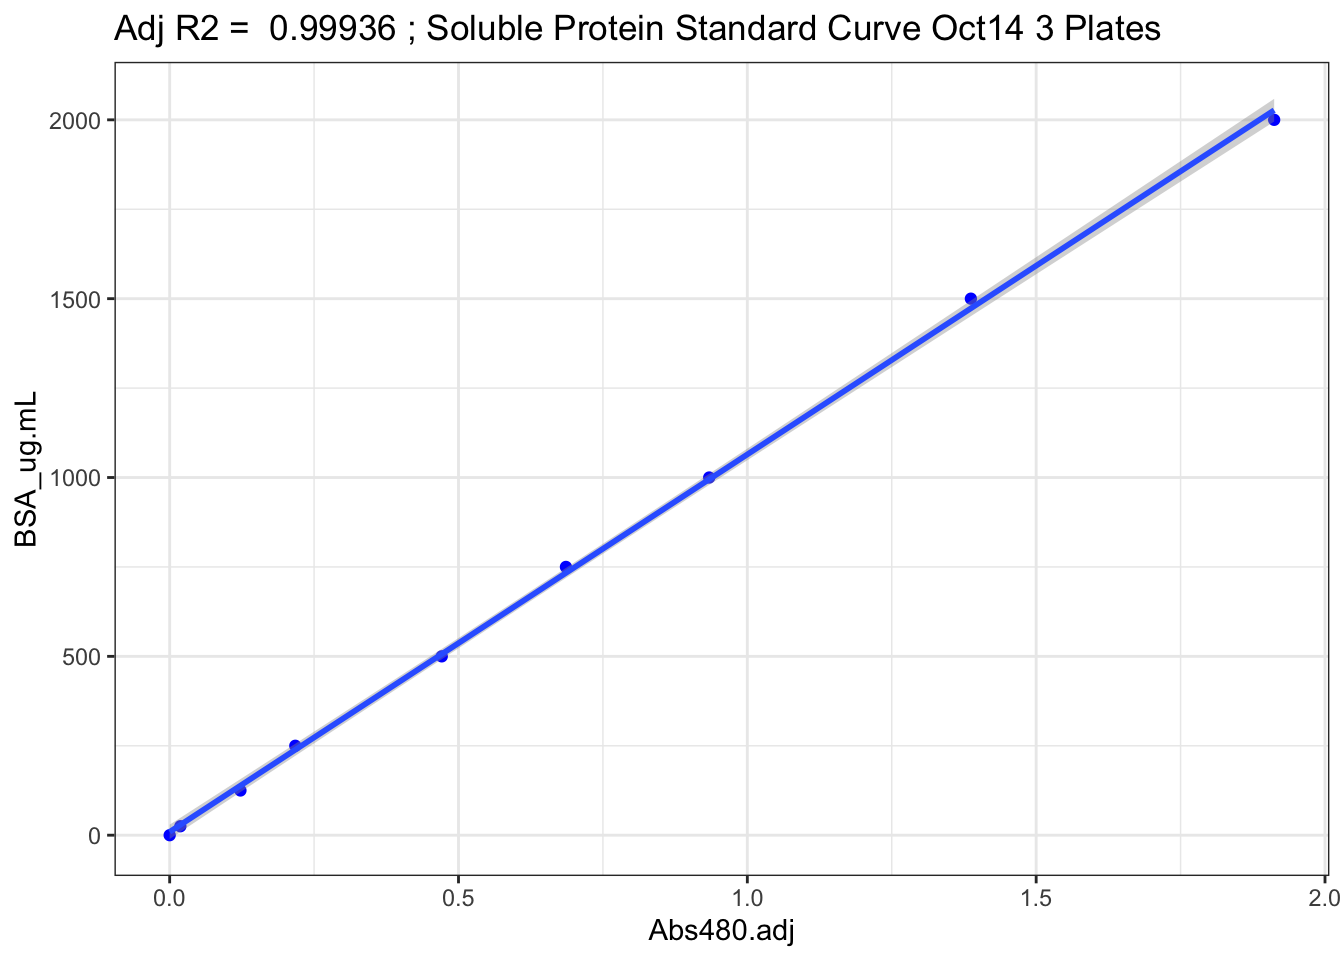 Adj R2 =  0.99936 ; Soluble Protein Standard Curve Oct14 3 Plates
BSA_ug.mL
2000
1500
1000
500
0
0.0 0.5 1.0 1.5 2.0
Abs480.adj